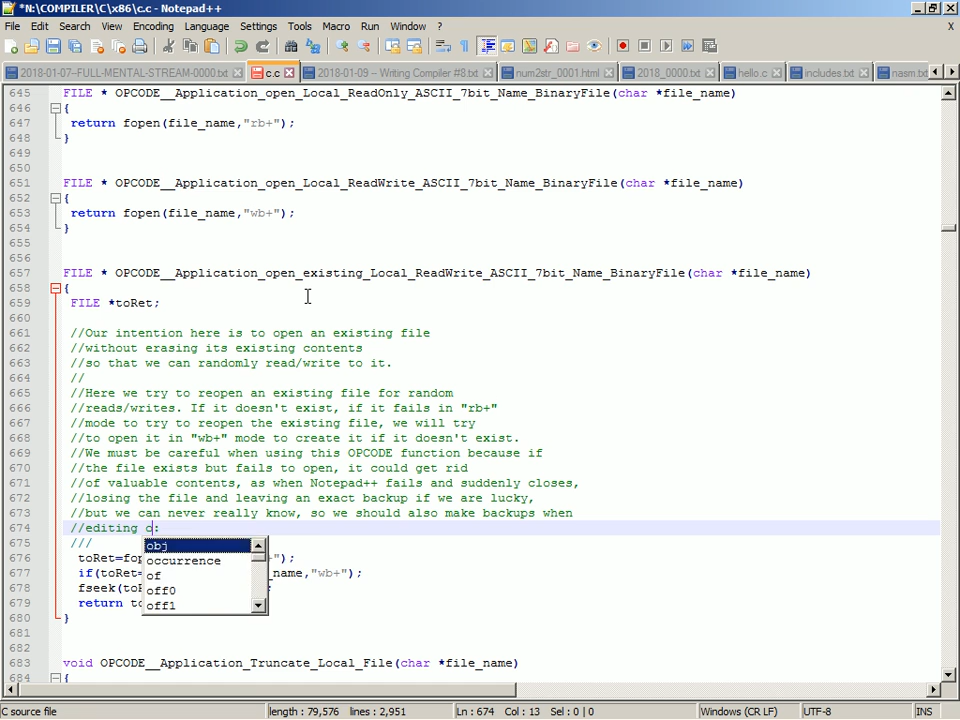 *N:\COMPILER\C\x86\c.c - Notepad++
File Edit Search View Encoding Language Settings Tools Macro Run Window ? X
2018-01-07-FULL-MENTAL-STREAM-0000.txt c.c 2018-01-09 -- Writing Compiler #8.txt num2str_0001.html 2018_0000.txt hello.c includes.txt nasm.tx
645 FILE * OPCODE__Application_open_Local_ReadOnly_ASCII_7bit_Name_BinaryFile(char *file_name)
646 {
647 return fopen(file_name,"rb+");
648 }
649
650
651 FILE * OPCODE__Application_open_Local_ReadWrite_ASCII_7bit_Name_BinaryFile(char *file_name)
652 {
653 return fopen(file_name,"wb+");
654 }
655
656
657 FILE * OPCODE__Application_open_existing_Local_ReadWrite_ASCII_7bit_Name_BinaryFile(char *file_name)
658 {
659 FILE *toRet;
660
661 //Our intention here is to open an existing file
662 //without erasing its existing contents
663 //so that we can randomly read/write to it.
664 //
665 //Here we try to reopen an existing file for random
666 //reads/writes. If it doesn't exist, if it fails in "rb+"
667 //mode to try to reopen the existing file, we will try
668 //to open it in "wb+" mode to create it if it doesn't exist.
669 //We must be careful when using this OPCODE function because if
670 //the file exists but fails to open, it could get rid
671 //of valuable contents, as when Notepad++ fails and suddenly closes,
672 //losing the file and leaving an exact backup if we are lucky,
673 //but we can never really know, so we should also make backups when
674 //editing o:
675 ///
obj
676 toRet=fop +");
occurrence
677 if(toRet= _name,"wb+");
of
678 fseek(toR ;
off0
679 return to
off1
680 }
681
682
683 void OPCODE__Application_Truncate_Local_File(char *file_name)
684 {
C source file length : 79,576 lines : 2,951 Ln : 674 Col : 13 Sel : 0 | 0 Windows (CR LF) UTF-8 INS